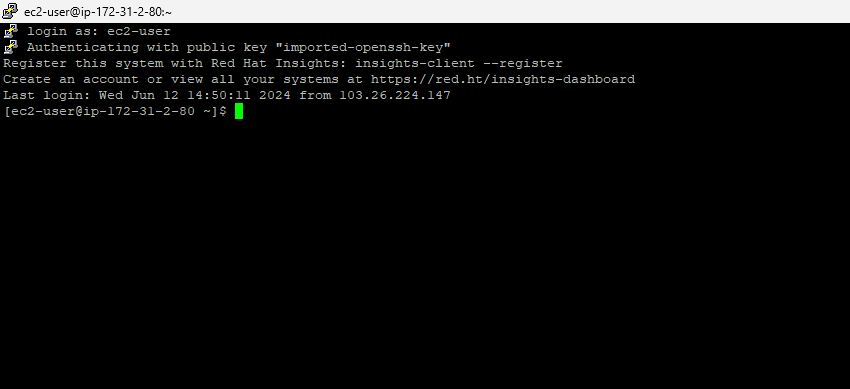 ec2-user@ip-172-31-2-80:~
login as: ec2-user
Authenticating with public key "imported-openssh-key"
Register this system with Red Hat Insights: insights-client --register
Create an account or view all your systems at https://red.ht/insights-dashboard
Last login: Wed Jun 12 14:50:11 2024 from 103.26.224.147
[ec2-user@ip-172-31-2-80 ~]$